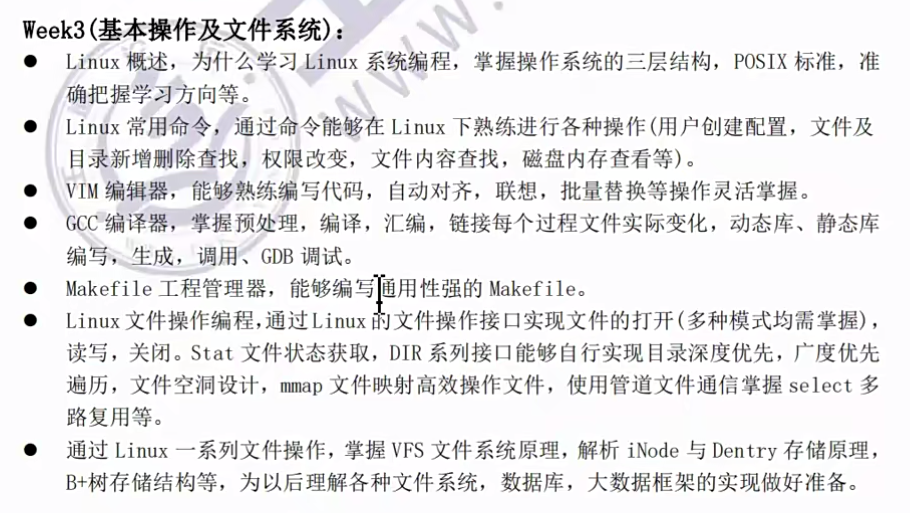 Week3(基本操作及文件系统)：
● Linux 概述，为什么学习 Linux 系统编程，掌握操作系统的三层结构，POSIX 标准，准
确把握学习方向等。
● Linux 常用命令，通过命令能够在 Linux 下熟练进行各种操作(用户创建配置，文件及
目录新增删除查找，权限改变，文件内容查找，磁盘内存查看等)。
● VIM 编辑器，能够熟练编写代码，自动对齐，联想，批量替换等操作灵活掌握。
● GCC 编译器，掌握预处理，编译，汇编，链接每个过程文件实际变化，动态库、静态库
编写，生成，调用、GDB 调试。
● Makefile 工程管理器，能够编写通用性强的 Makefile。
● Linux 文件操作编程，通过 Linux 的文件操作接口实现文件的打开(多种模式均需掌握)，
读写，关闭。Stat 文件状态获取，DIR 系列接口能够自行实现目录深度优先，广度优先
遍历，文件空洞设计，mmap 文件映射高效操作文件，使用管道文件通信掌握 select 多
路复用等。
● 通过 Linux 一系列文件操作，掌握 VFS 文件系统原理，解析 iNode 与 Dentry 存储原理，
B+树存储结构等，为以后理解各种文件系统，数据库，大数据框架的实现做好准备。
www.